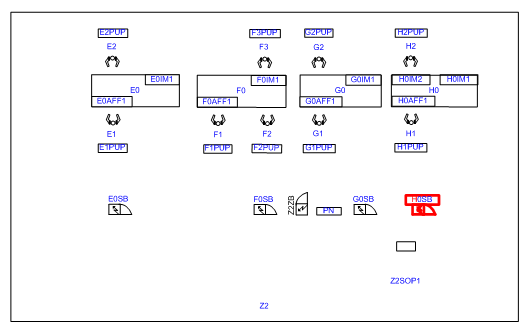 E2PUP F3PUP G2PUP H2PUP
E2 F3 G2 H2
E0IM1 F0IM1 G0IM1 H0IM2 H0IM1
E0 F0 G0 H0
E0AFF1 F0AFF1 G0AFF1 H0AFF1
E1 F1 F2 G1 H1
E1PUP F1PUP F2PUP G1PUP H1PUP
E0SB F0SB Z2ZB G0SB H0SB
PN
Z2SOP1
Z2